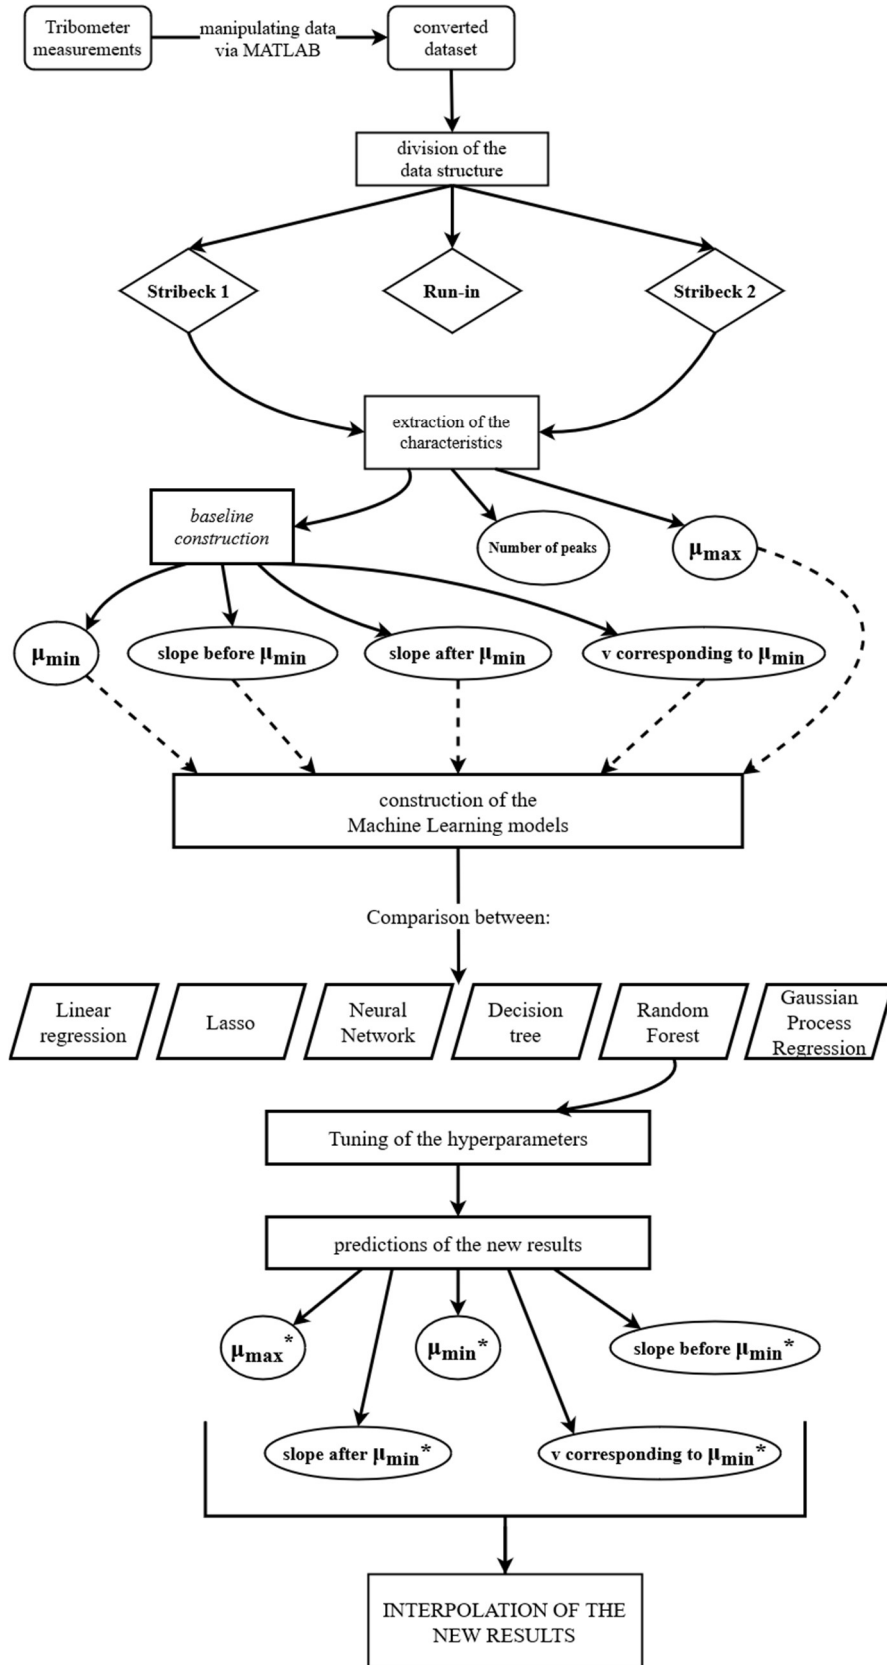 Tribometer
measurements
manipulating data
via MATLAB
converted
dataset
division of the
data structure
Stribeck 1
Run-in
Stribeck 2
extraction of the
characteristics
baseline
construction
Number of peaks
μmax
μmin
slope before μmin
slope after μmin
v corresponding to μmin
construction of the
Machine Learning models
Comparison between:
Linear
regression
Lasso
Neural
Network
Decision
tree
Random
Forest
Gaussian
Process
Regression
Tuning of the hyperparameters
predictions of the new results
μmax*
μmin*
slope before μmin*
slope after μmin*
v corresponding to μmin*
INTERPOLATION OF THE
NEW RESULTS